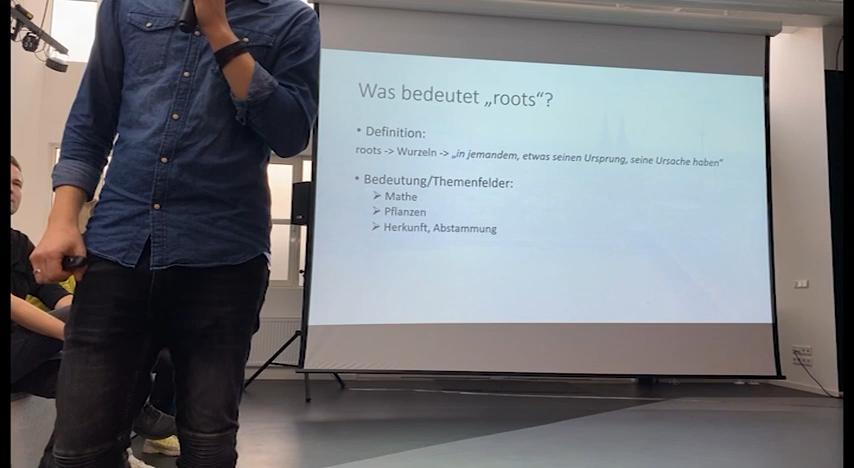 Was bedeutet „roots“?
• Definition:
roots -> Wurzeln -> „in jemandem, etwas seinen Ursprung, seine Ursache haben“
• Bedeutung/Themenfelder:
➢ Mathe
➢ Pflanzen
➢ Herkunft, Abstammung